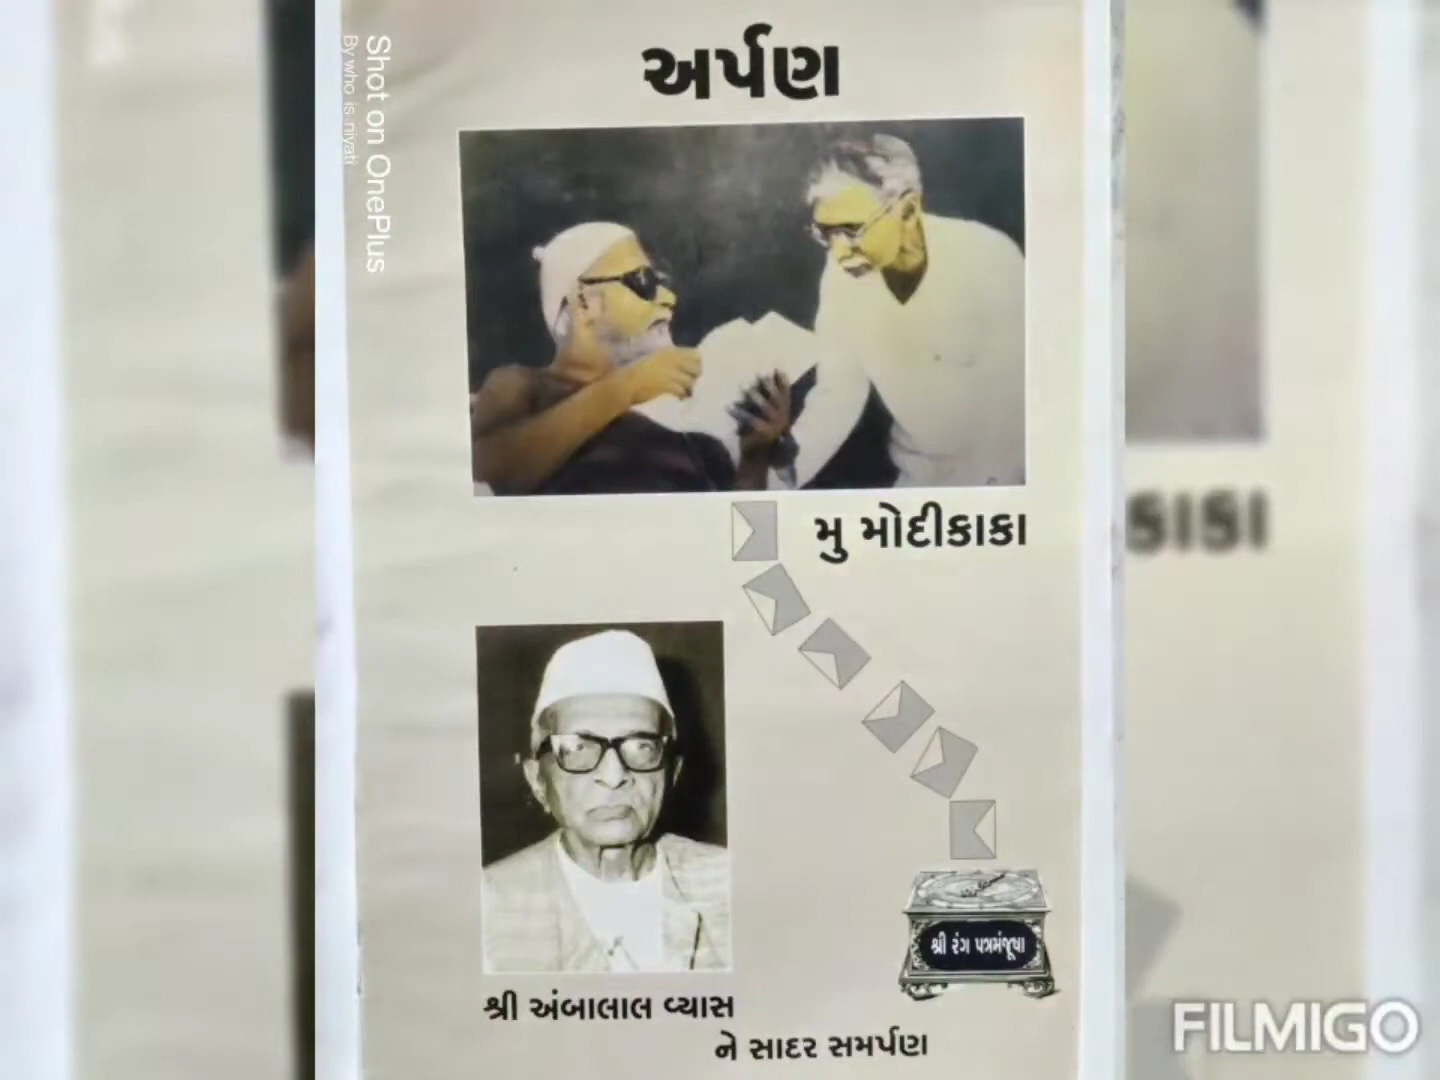 અર્પણ
Shot on OnePlus
By who is niyati
મુ મોદીકાકા
શ્રી રંગ પત્રમંજૂષા
શ્રી અંબાલાલ વ્યાસ
ને સાદર સમર્પણ
કાકા
FILMIGO